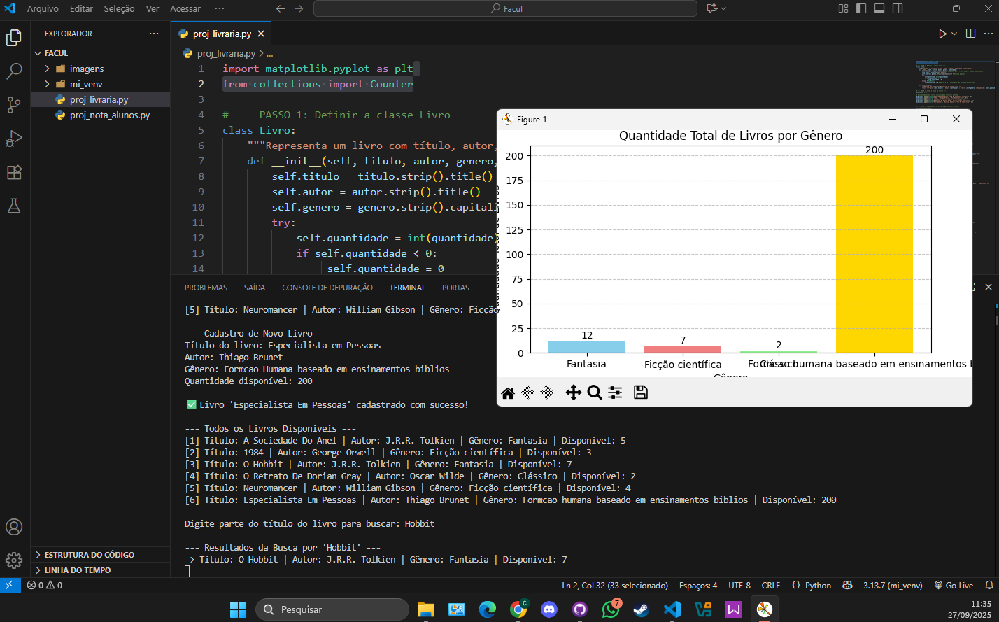 Arquivo Editar Seleção Ver Acessar ··· Facul
EXPLORADOR ···
FACUL
imagens
mi_venv
proj_livraria.py
proj_nota_alunos.py
ESTRUTURA DO CÓDIGO
LINHA DO TEMPO
proj_livraria.py
proj_livraria.py > ...
1 import matplotlib.pyplot as plt
2 from collections import Counter
3
4 # --- PASSO 1: Definir a classe Livro ---
5 class Livro:
6 """Representa um livro com título, autor,
7 def __init__(self, titulo, autor, genero,
8 self.titulo = titulo.strip().title()
9 self.autor = autor.strip().title()
10 self.genero = genero.strip().capitali
11 try:
12 self.quantidade = int(quantidade
13 if self.quantidade < 0:
14 self.quantidade = 0
Figure 1
Quantidade Total de Livros por Gênero
Quantidade Total de Livros
200
175
150
125
100
75
50
25
0
12
7
2
200
Fantasia
Ficção científica
Clássico
Formcao humana baseado em ensinamentos b
Gênero
PROBLEMAS SAÍDA CONSOLE DE DEPURAÇÃO TERMINAL PORTAS
[5] Título: Neuromancer | Autor: William Gibson | Gênero: Ficção
--- Cadastro de Novo Livro ---
Título do livro: Especialista em Pessoas
Autor: Thiago Brunet
Gênero: Formcao Humana baseado em ensinamentos biblios
Quantidade disponível: 200
✅ Livro 'Especialista Em Pessoas' cadastrado com sucesso!
--- Todos os Livros Disponíveis ---
[1] Título: A Sociedade Do Anel | Autor: J.R.R. Tolkien | Gênero: Fantasia | Disponível: 5
[2] Título: 1984 | Autor: George Orwell | Gênero: Ficção científica | Disponível: 3
[3] Título: O Hobbit | Autor: J.R.R. Tolkien | Gênero: Fantasia | Disponível: 7
[4] Título: O Retrato De Dorian Gray | Autor: Oscar Wilde | Gênero: Clássico | Disponível: 2
[5] Título: Neuromancer | Autor: William Gibson | Gênero: Ficção científica | Disponível: 4
[6] Título: Especialista Em Pessoas | Autor: Thiago Brunet | Gênero: Formcao humana baseado em ensinamentos biblios | Disponível: 200
Digite parte do título do livro para buscar: Hobbit
--- Resultados da Busca por 'Hobbit' ---
-> Título: O Hobbit | Autor: J.R.R. Tolkien | Gênero: Fantasia | Disponível: 7
0 0 Ln 2, Col 32 (33 selecionado) Espaços: 4 UTF-8 CRLF {} Python 3.13.7 (mi_venv) Go Live
Pesquisar
C
7
11:35
27/09/2025